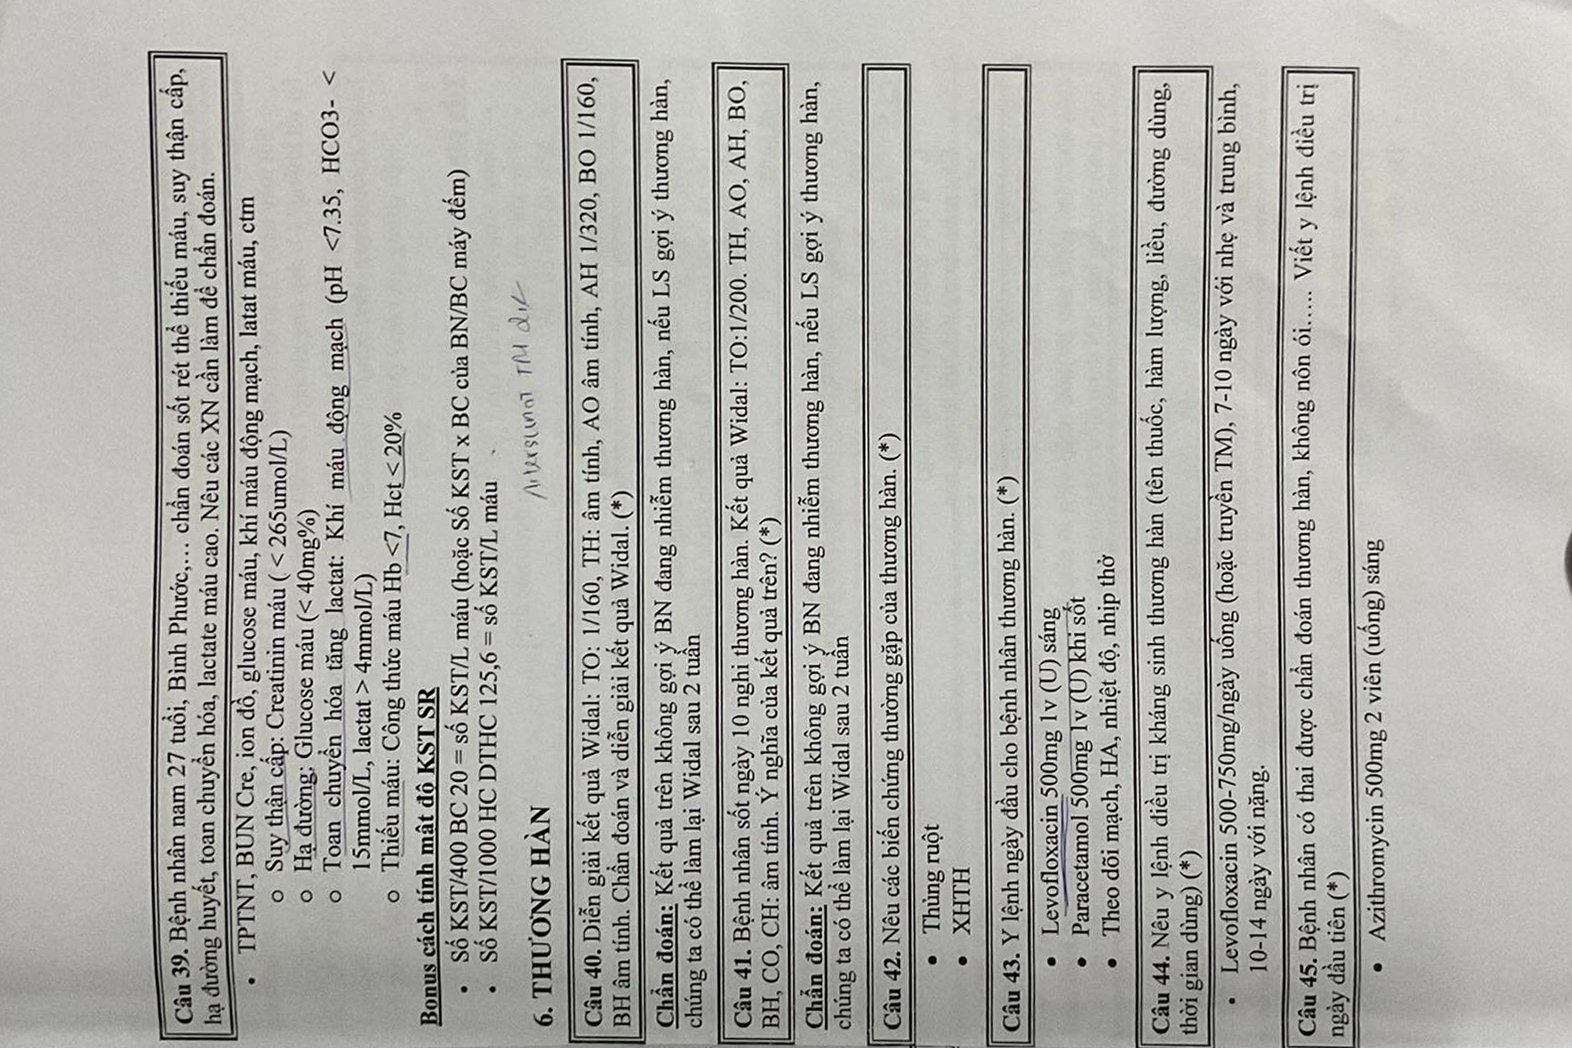 Câu 39. Bệnh nhân nam 27 tuổi, Bình Phước,... chẩn đoán sốt rét thể thiếu máu, suy thận cấp,
hạ đường huyết, toan chuyển hóa, lactate máu cao. Nêu các XN cần làm để chẩn đoán.
• TPTNT, BUN Cre, ion đồ, glucose máu, khí máu động mạch, latat máu, ctm
o Suy thận cấp: Creatinin máu ( < 265umol/L)
o Hạ đường: Glucose máu (< 40mg%)
o Toan chuyển hóa tăng lactat: Khí máu động mạch (pH <7.35, HCO3- <
15mmol/L, lactat > 4mmol/L)
o Thiếu máu: Công thức máu Hb <7, Hct < 20%
Bonus cách tính mật độ KST SR
• Số KST/400 BC 20 = số KST/L máu (hoặc Số KST x BC của BN/BC máy đếm)
• Số KST/1000 HC DTHC 125,6 = số KST/L máu
TM
6. THƯƠNG HÀN
Câu 40. Diễn giải kết quả Widal: TO: 1/160, TH: âm tính, AO âm tính, AH 1/320, BO 1/160,
BH âm tính. Chẩn đoán và diễn giải kết quả Widal. (*)
Chẩn đoán: Kết quả trên không gợi ý BN đang nhiễm thương hàn, nếu LS gợi ý thương hàn,
chúng ta có thể làm lại Widal sau 2 tuần
Câu 41. Bệnh nhân sốt ngày 10 nghi thương hàn. Kết quả Widal: TO:1/200. TH, AO, AH, BO,
BH, CO, CH: âm tính. Ý nghĩa của kết quả trên? (*)
Chẩn đoán: Kết quả trên không gợi ý BN đang nhiễm thương hàn, nếu LS gợi ý thương hàn,
chúng ta có thể làm lại Widal sau 2 tuần
Câu 42. Nêu các biến chứng thường gặp của thương hàn. (*)
• Thủng ruột
• XHTH
Câu 43. Y lệnh ngày đầu cho bệnh nhân thương hàn. (*)
• Levofloxacin 500mg 1v (U) sáng
• Paracetamol 500mg 1v (U) khi sốt
• Theo dõi mạch, HA, nhiệt độ, nhịp thở
Câu 44. Nêu y lệnh điều trị kháng sinh thương hàn (tên thuốc, hàm lượng, liều, đường dùng,
thời gian dùng) (*)
• Levofloxacin 500-750mg/ngày uống (hoặc truyền TM), 7-10 ngày với nhẹ và trung bình,
10-14 ngày với nặng.
Câu 45. Bệnh nhân có thai được chẩn đoán thương hàn, không nôn ói..... Viết y lệnh điều trị
ngày đầu tiên (*)
• Azithromycin 500mg 2 viên (uống) sáng